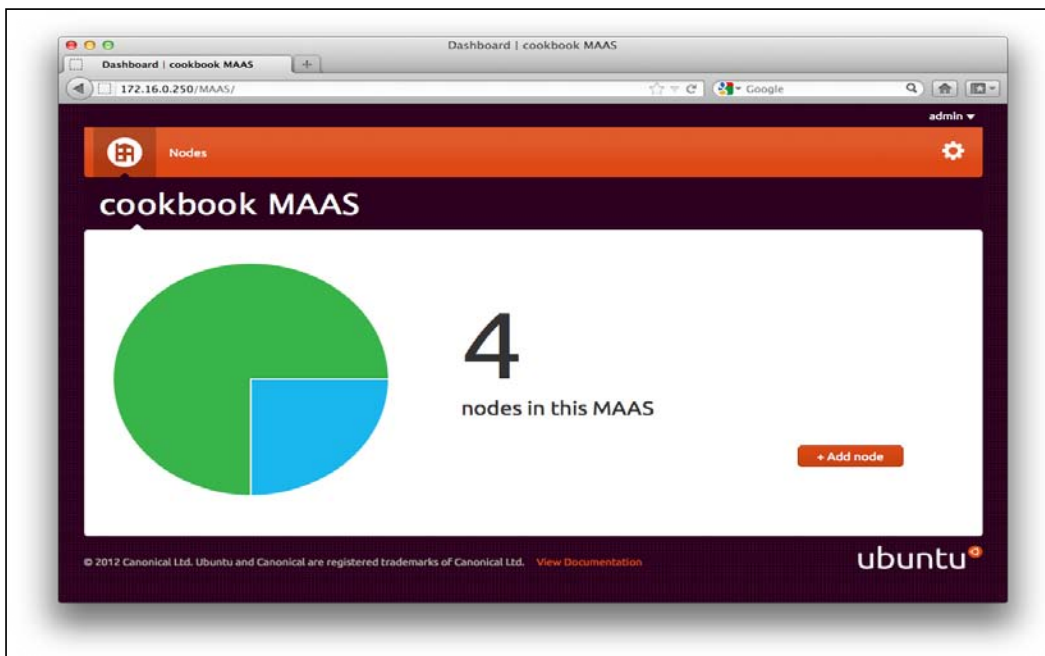 Dashboard | cookbook MAAS
Dashboard | cookbook MAAS
172.16.0.250/MAAS/
Google
admin
Nodes
cookbook MAAS
4
nodes in this MAAS
+ Add node
© 2012 Canonical Ltd. Ubuntu and Canonical are registered trademarks of Canonical Ltd. View Documentation
ubuntu